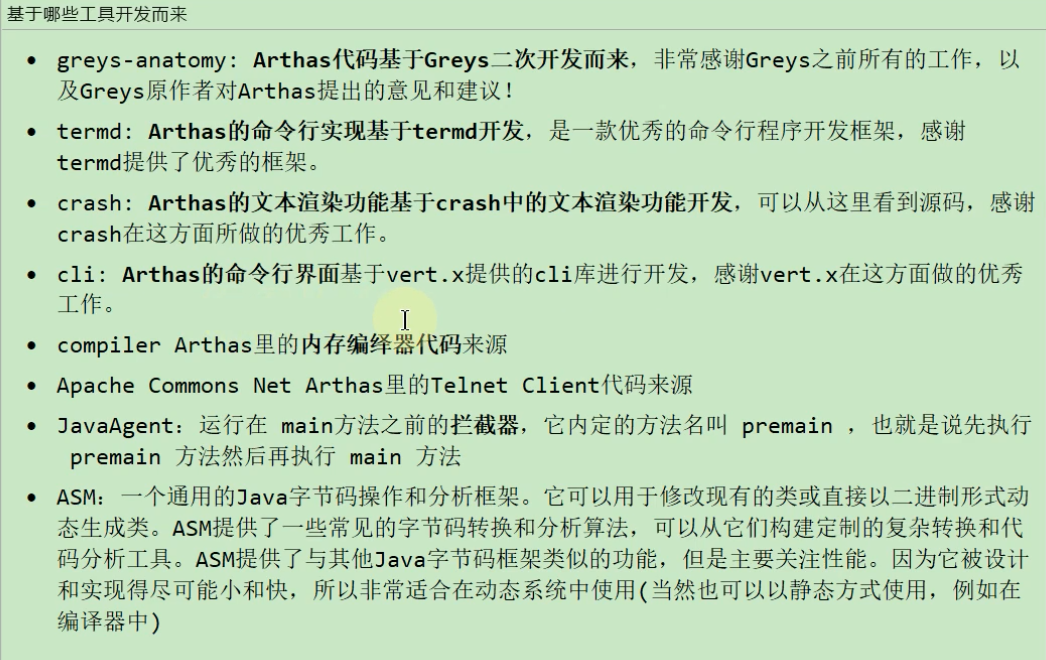 基于哪些工具开发而来
• greys-anatomy: Arthas代码基于Greys二次开发而来，非常感谢Greys之前所有的工作，以
及Greys原作者对Arthas提出的意见和建议！
• termd: Arthas的命令行实现基于termd开发，是一款优秀的命令行程序开发框架，感谢
termd提供了优秀的框架。
• crash: Arthas的文本渲染功能基于crash中的文本渲染功能开发，可以从这里看到源码，感谢
crash在这方面所做的优秀工作。
• cli: Arthas的命令行界面基于vert.x提供的cli库进行开发，感谢vert.x在这方面做的优秀
工作。
• compiler Arthas里的内存编绎器代码来源
• Apache Commons Net Arthas里的Telnet Client代码来源
• JavaAgent：运行在 main方法之前的拦截器，它内定的方法名叫 premain ，也就是说先执行
premain 方法然后再执行 main 方法
• ASM：一个通用的Java字节码操作和分析框架。它可以用于修改现有的类或直接以二进制形式动
态生成类。ASM提供了一些常见的字节码转换和分析算法，可以从它们构建定制的复杂转换和代
码分析工具。ASM提供了与其他Java字节码框架类似的功能，但是主要关注性能。因为它被设计
和实现得尽可能小和快，所以非常适合在动态系统中使用(当然也可以以静态方式使用，例如在
编译器中)